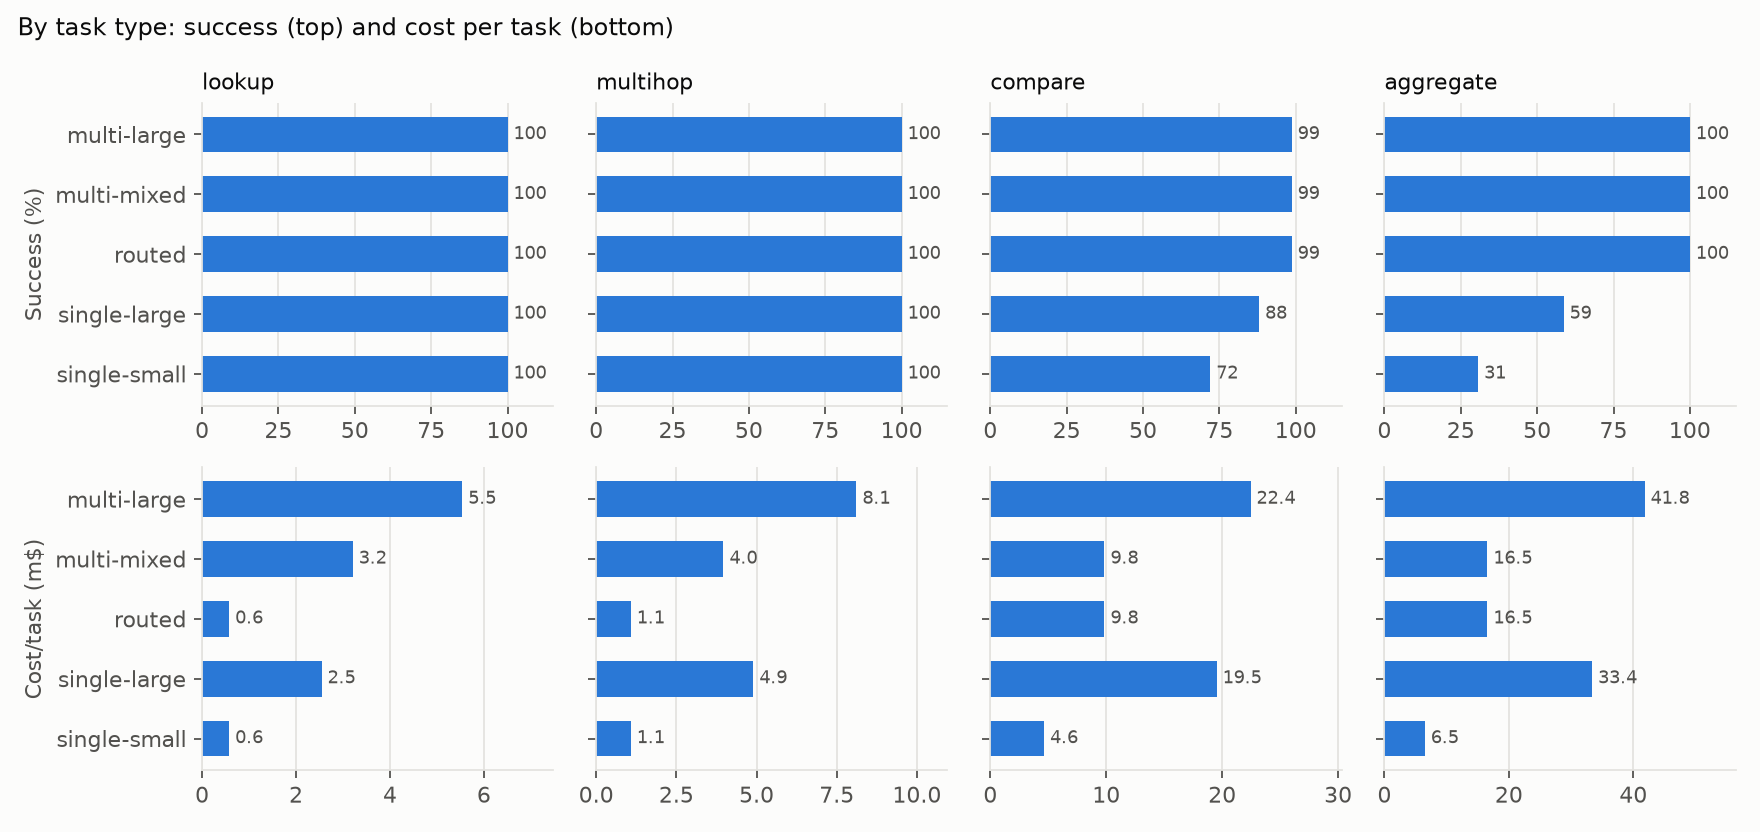 By task type: success (top) and cost per task (bottom)
lookup multihop compare aggregate
Success (%)
multi-large 100 100 99 100
multi-mixed 100 100 99 100
routed 100 100 99 100
single-large 100 100 88 59
single-small 100 100 72 31
0 25 50 75 100 0 25 50 75 100 0 25 50 75 100 0 25 50 75 100
Cost/task (m$)
multi-large 5.5 8.1 22.4 41.8
multi-mixed 3.2 4.0 9.8 16.5
routed 0.6 1.1 9.8 16.5
single-large 2.5 4.9 19.5 33.4
single-small 0.6 1.1 4.6 6.5
0 2 4 6 0.0 2.5 5.0 7.5 10.0 0 10 20 30 0 20 40